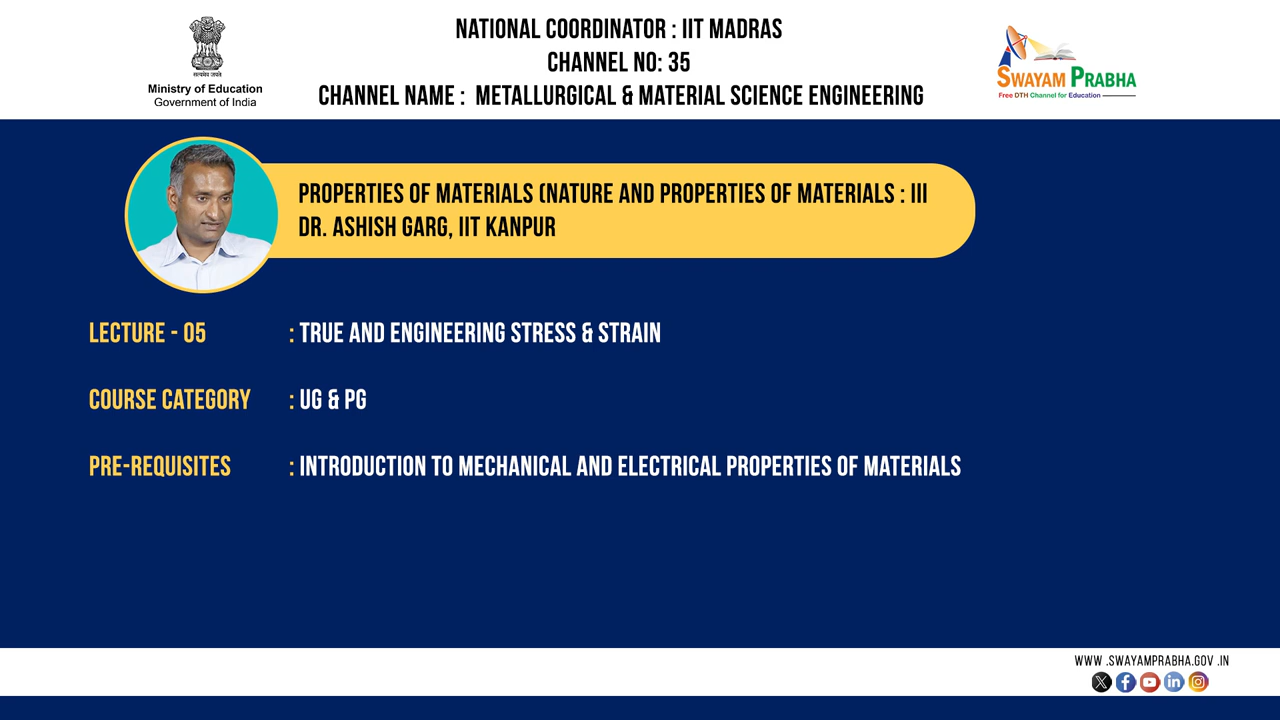 NATIONAL COORDINATOR : IIT MADRAS
CHANNEL NO: 35
CHANNEL NAME : METALLURGICAL & MATERIAL SCIENCE ENGINEERING
सत्यमेव जयते
Ministry of Education
Government of India
SWAYAM PRABHA
Free DTH Channel for Education
PROPERTIES OF MATERIALS (NATURE AND PROPERTIES OF MATERIALS : III
DR. ASHISH GARG, IIT KANPUR
LECTURE - 05 : TRUE AND ENGINEERING STRESS & STRAIN
COURSE CATEGORY : UG & PG
PRE-REQUISITES : INTRODUCTION TO MECHANICAL AND ELECTRICAL PROPERTIES OF MATERIALS
WWW .SWAYAMPRABHA.GOV .IN